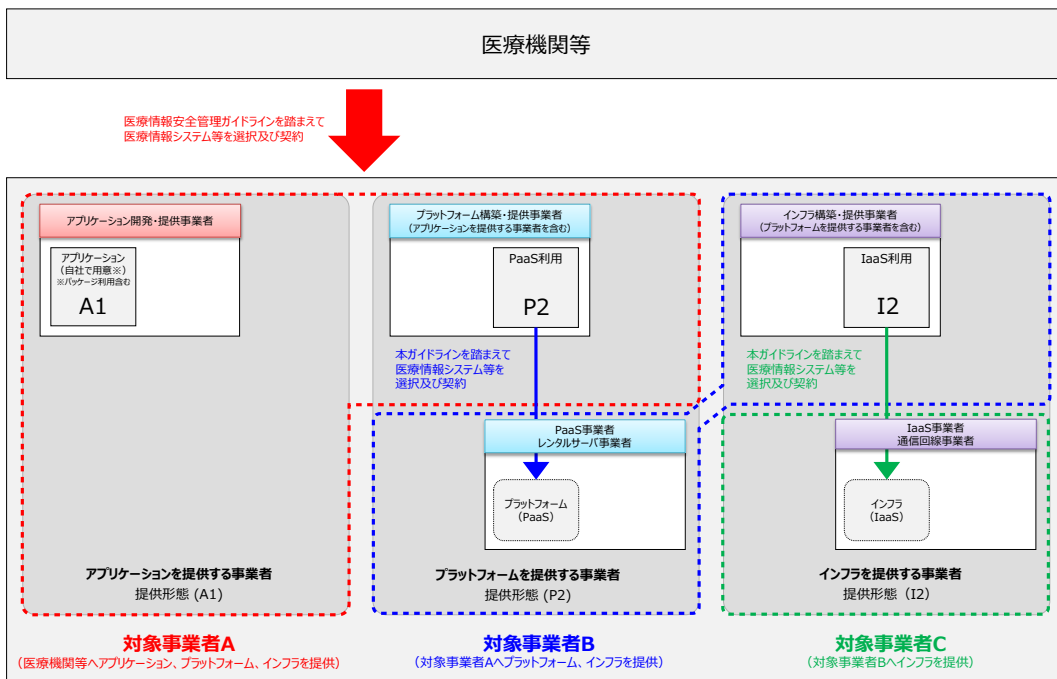 医療機関等
医療情報安全管理ガイドラインを踏まえて
医療情報システム等を選択及び契約
アプリケーション開発・提供事業者
アプリケーション
(自社で用意※)
※パッケージ利用含む
A1
プラットフォーム構築・提供事業者
(アプリケーションを提供する事業者を含む)
PaaS利用
P2
本ガイドラインを踏まえて
医療情報システム等を
選択及び契約
PaaS事業者
レンタルサーバ事業者
プラットフォーム
(PaaS)
インフラ構築・提供事業者
(プラットフォームを提供する事業者を含む)
IaaS利用
I2
本ガイドラインを踏まえて
医療情報システム等を
選択及び契約
IaaS事業者
通信回線事業者
インフラ
(IaaS)
アプリケーションを提供する事業者
提供形態 (A1)
プラットフォームを提供する事業者
提供形態 (P2)
インフラを提供する事業者
提供形態 (I2)
対象事業者A
(医療機関等へアプリケーション、プラットフォーム、インフラを提供)
対象事業者B
(対象事業者Aへプラットフォーム、インフラを提供)
対象事業者C
(対象事業者Bへインフラを提供)